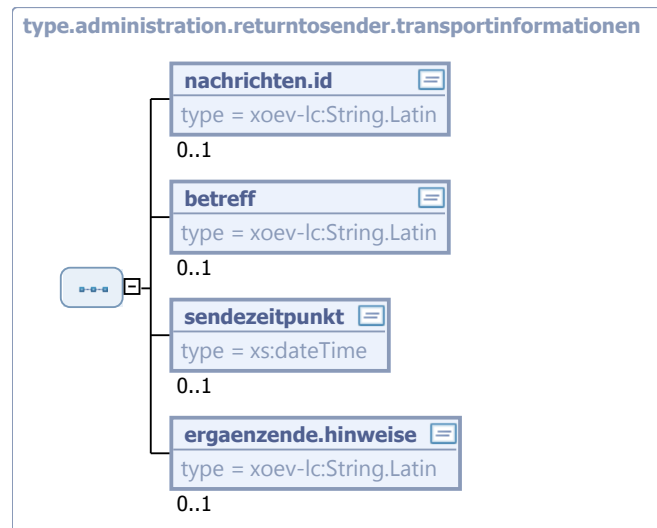 type.administration.returntosender.transportinformationen
nachrichten.id
type = xoev-lc:String.Latin
0..1
betreff
type = xoev-lc:String.Latin
0..1
sendezeitpunkt
type = xs:dateTime
0..1
ergaenzende.hinweise
type = xoev-lc:String.Latin
0..1